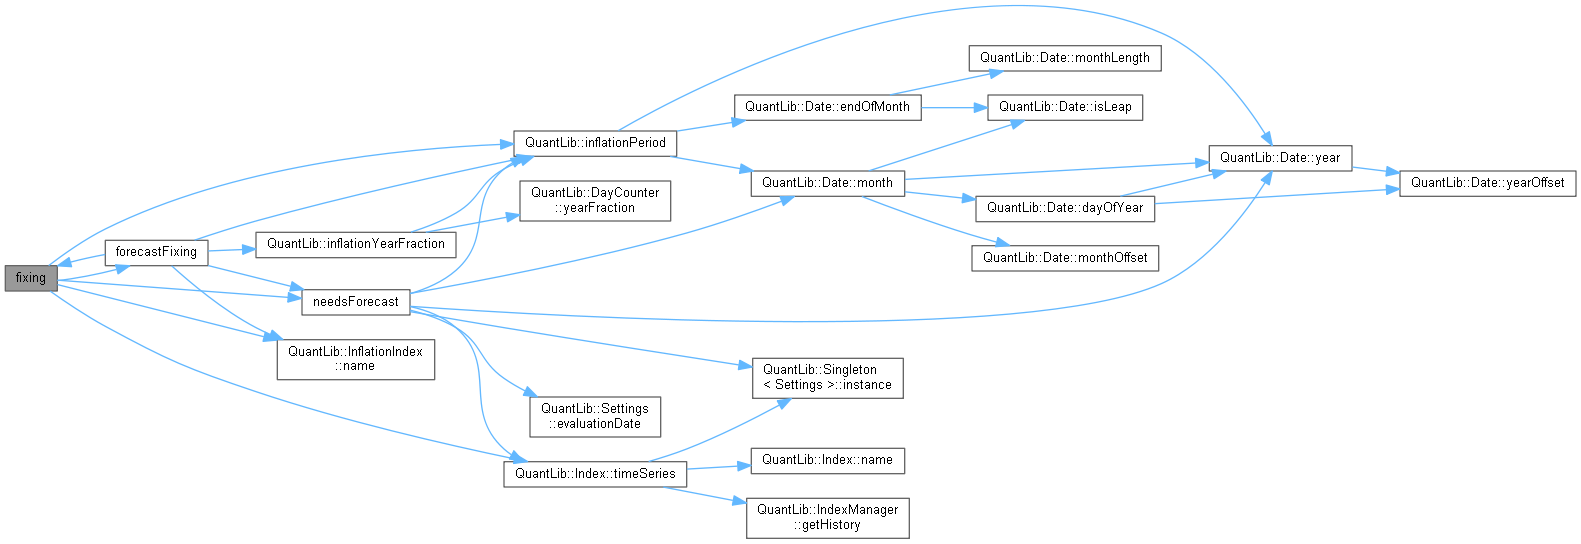 fixing
forecastFixing
QuantLib::inflationYearFraction
needsForecast
QuantLib::InflationIndex
::name
QuantLib::inflationPeriod
QuantLib::DayCounter
::yearFraction
QuantLib::Settings
::evaluationDate
QuantLib::Index::timeSeries
QuantLib::Date::endOfMonth
QuantLib::Date::month
QuantLib::Singleton
< Settings >::instance
QuantLib::Index::name
QuantLib::IndexManager
::getHistory
QuantLib::Date::monthLength
QuantLib::Date::isLeap
QuantLib::Date::dayOfYear
QuantLib::Date::monthOffset
QuantLib::Date::year
QuantLib::Date::yearOffset